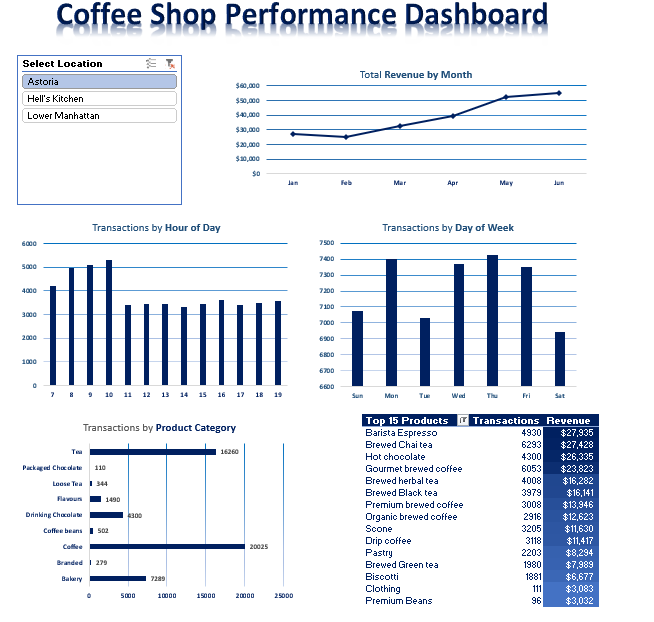 Coffee Shop Performance Dashboard
Select Location
Astoria
Hell's Kitchen
Lower Manhattan
Total Revenue by Month
$60,000
$50,000
$40,000
$30,000
$20,000
$10,000
$0
Jan Feb Mar Apr May Jun
Transactions by Hour of Day
6000
5000
4000
3000
2000
1000
0
7 8 9 10 11 12 13 14 15 16 17 18 19
Transactions by Day of Week
7500
7400
7300
7200
7100
7000
6900
6800
6700
6600
Sun Mon Tue Wed Thu Fri Sat
Transactions by Product Category
Tea 16260
Packaged Chocolate 110
Loose Tea 344
Flavours 1490
Drinking Chocolate 4300
Coffee beans 502
Coffee 20025
Branded 279
Bakery 7289
0 5000 10000 15000 20000 25000
Top 15 Products Transactions Revenue
Barista Espresso 4930 $27,935
Brewed Chai tea 6293 $27,428
Hot chocolate 4300 $26,335
Gourmet brewed coffee 6053 $23,823
Brewed herbal tea 4008 $16,282
Brewed Black tea 3979 $16,141
Premium brewed coffee 3008 $13,946
Organic brewed coffee 2916 $12,623
Scone 3205 $11,630
Drip coffee 3118 $11,417
Pastry 2203 $8,294
Brewed Green tea 1980 $7,989
Biscotti 1881 $6,677
Clothing 111 $3,083
Premium Beans 96 $3,032